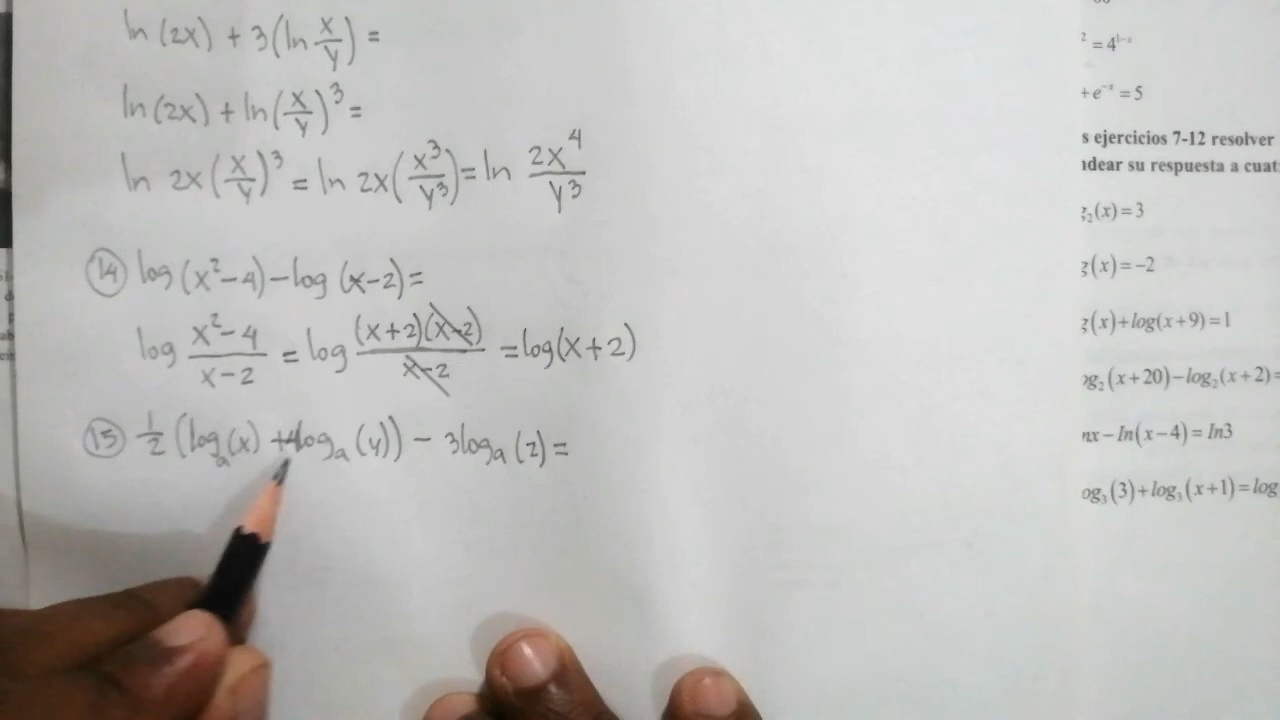 ln(2x) + 3(ln x/y) =
ln(2x) + ln(x/y)³ =
ln 2x(x/y)³ = ln 2x(x³/y³) = ln 2x⁴/y³
⑭ log(x²-4) - log(x-2) =
log x²-4/x-2 = log (x+2)(x-2)/x-2 = log(x+2)
⑮ 1/2 (logₐ(x) + 4logₐ(y)) - 3logₐ(z) =
² = 4¹⁻ˣ
+e⁻ˣ = 5
s ejercicios 7-12 resolver
dear su respuesta a cuat
₂(x) = 3
(x) = -2
(x)+log(x+9) = 1
og₂(x+20)-log₂(x+2)=
nx-ln(x-4) = ln3
og₃(3)+log₃(x+1) = log